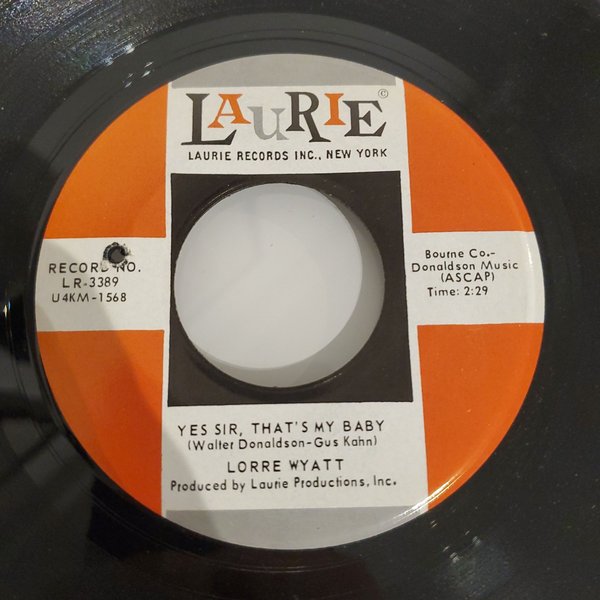 LAURIE ©
LAURIE RECORDS INC., NEW YORK
RECORD NO.
LR-3389
U4KM-1568
Bourne Co.-
Donaldson Music
(ASCAP)
Time: 2:29
YES SIR, THAT'S MY BABY
(Walter Donaldson-Gus Kahn)
LORRE WYATT
Produced by Laurie Productions, Inc.